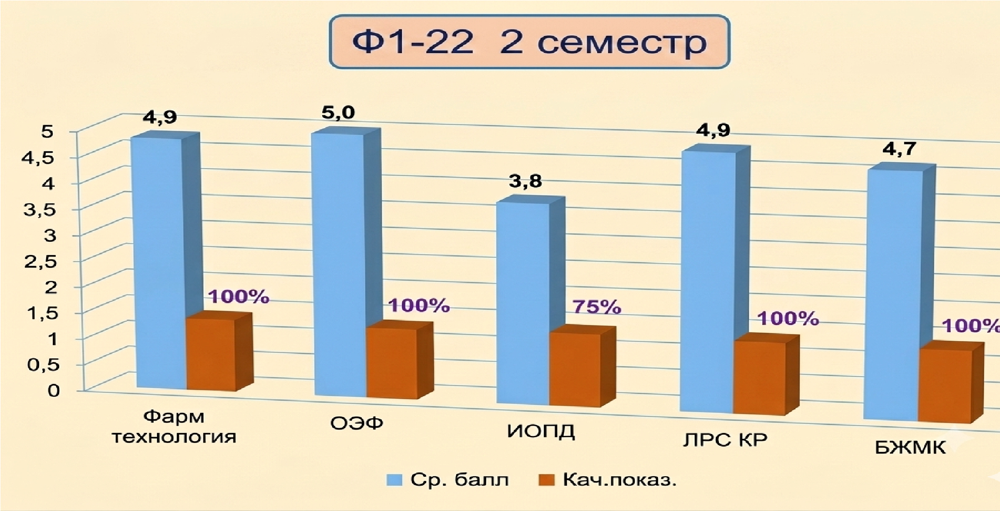 Ф1-22 2 семестр
4,9
5,0
3,8
4,9
4,7
5
4,5
4
3,5
3
2,5
2
1,5
1
0,5
0
100%
100%
75%
100%
100%
Фарм
технология
ОЭФ
ИОПД
ЛРС КР
БЖМК
Ср. балл
Кач.показ.